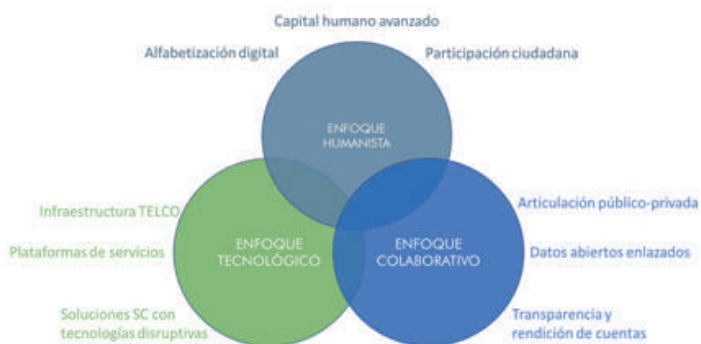 Capital humano avanzado
Alfabetización digital
Participación ciudadana
ENFOQUE
HUMANISTA
Infraestructura TELCO
Plataformas de servicios
Soluciones SC con
tecnologías disruptivas
ENFOQUE
TECNOLÓGICO
ENFOQUE
COLABORATIVO
Articulación público-privada
Datos abiertos enlazados
Transparencia y
rendición de cuentas